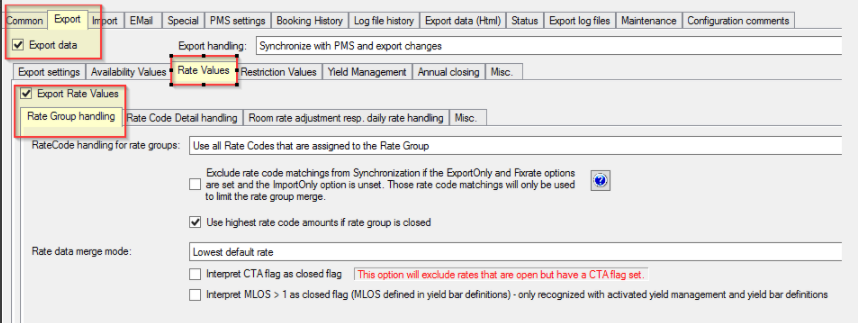 Common Export Import EMail Special PMS settings Booking History Log file history Export data (Html) Status Export log files Maintenance Configuration comments
Export data Export handling: Synchronize with PMS and export changes
Export settings Availability Values Rate Values Restriction Values Yield Management Annual closing Misc.
Export Rate Values
Rate Group handling Rate Code Detail handling Room rate adjustment resp. daily rate handling Misc.
RateCode handling for rate groups: Use all Rate Codes that are assigned to the Rate Group
Exclude rate code matchings from Synchronization if the ExportOnly and Fixrate options
are set and the ImportOnly option is unset. Those rate code matchings will only be used
to limit the rate group merge.
Use highest rate code amounts if rate group is closed
Rate data merge mode: Lowest default rate
Interpret CTA flag as closed flag This option will exclude rates that are open but have a CTA flag set.
Interpret MLOS > 1 as closed flag (MLOS defined in yield bar definitions) - only recognized with activated yield management and yield bar definitions